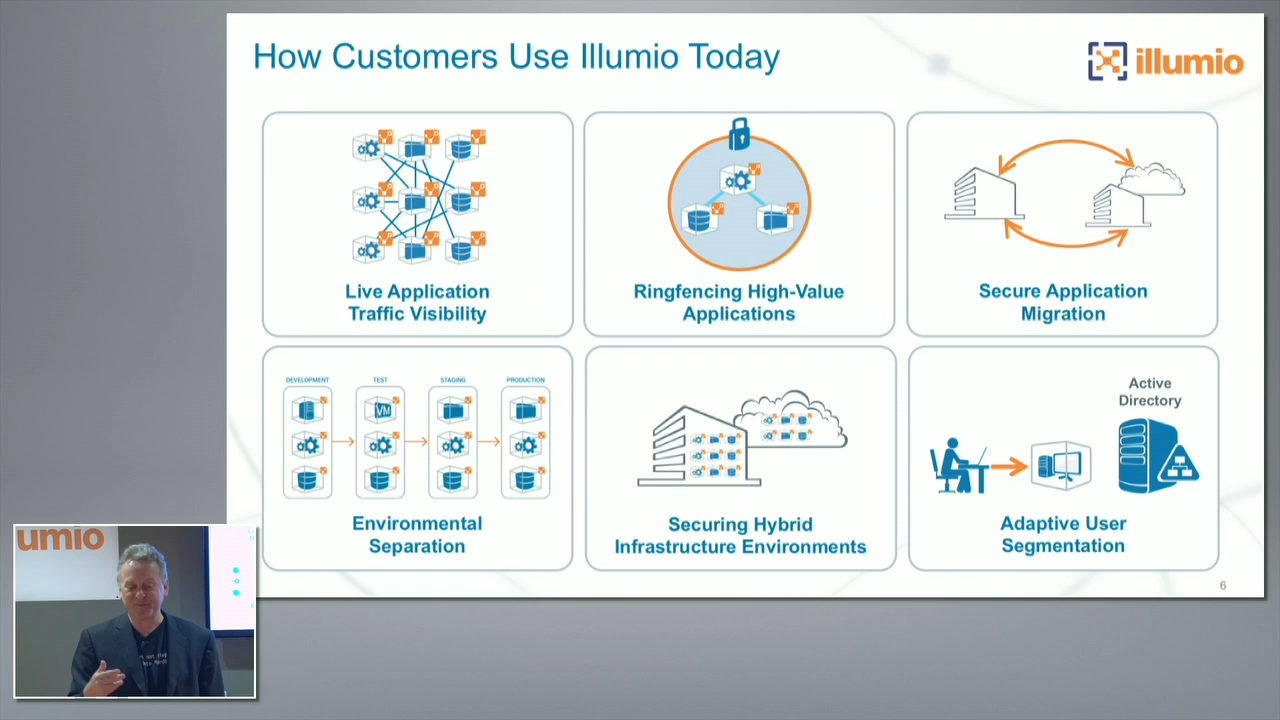 How Customers Use Illumio Today
illumio
Live Application
Traffic Visibility
Ringfencing High-Value
Applications
Secure Application
Migration
DEVELOPMENT
TEST
STAGING
PRODUCTION
VM
Environmental
Separation
Securing Hybrid
Infrastructure Environments
Active
Directory
Adaptive User
Segmentation
6
umio